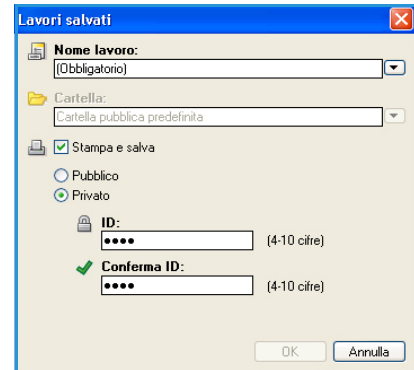 Lavori salvati
Nome lavoro:
(Obbligatorio)
Cartella:
Cartella pubblica predefinita
Stampa e salva
Pubblico
Privato
ID:
●●●● (4-10 cifre)
Conferma ID:
●●●● (4-10 cifre)
OK Annulla